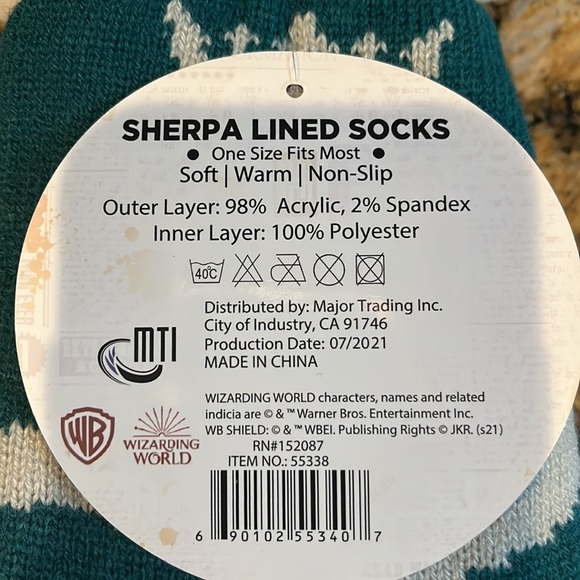 SHERPA LINED SOCKS
● One Size Fits Most ●
Soft | Warm | Non-Slip
Outer Layer: 98% Acrylic, 2% Spandex
Inner Layer: 100% Polyester
40°C
Distributed by: Major Trading Inc.
City of Industry, CA 91746
Production Date: 07/2021
MADE IN CHINA
MTI
WIZARDING WORLD characters, names and related
indicia are © & ™ Warner Bros. Entertainment Inc.
WB SHIELD: © & ™ WBEI. Publishing Rights © JKR. (s21)
WB
WIZARDING
WORLD
RN#152087
ITEM NO.: 55338
6 90102 55340 7